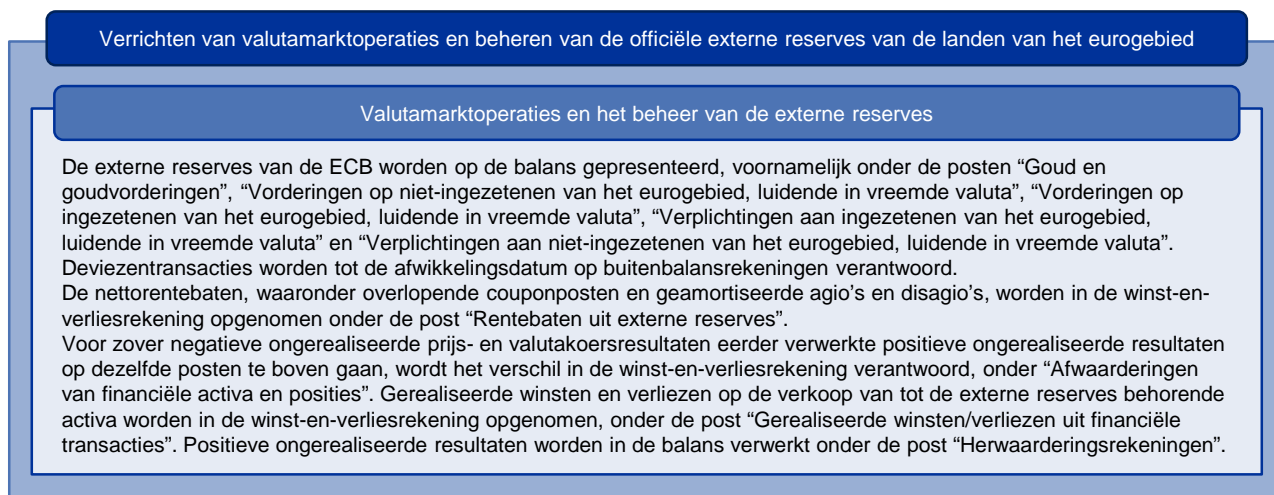 Verrichten van valutamarktoperaties en beheren van de officiële externe reserves van de landen van het eurogebied
Valutamarktoperaties en het beheer van de externe reserves
De externe reserves van de ECB worden op de balans gepresenteerd, voornamelijk onder de posten “Goud en
goudvorderingen”, “Vorderingen op niet-ingezetenen van het eurogebied, luidende in vreemde valuta”, “Vorderingen op
ingezetenen van het eurogebied, luidende in vreemde valuta”, “Verplichtingen aan ingezetenen van het eurogebied,
luidende in vreemde valuta” en “Verplichtingen aan niet-ingezetenen van het eurogebied, luidende in vreemde valuta”.
Deviezentransacties worden tot de afwikkelingsdatum op buitenbalansrekeningen verantwoord.
De nettorentebaten, waaronder overlopende couponposten en geamortiseerde agio’s en disagio’s, worden in de winst-en-
verliesrekening opgenomen onder de post “Rentebaten uit externe reserves”.
Voor zover negatieve ongerealiseerde prijs- en valutakoersresultaten eerder verwerkte positieve ongerealiseerde resultaten
op dezelfde posten te boven gaan, wordt het verschil in de winst-en-verliesrekening verantwoord, onder “Afwaarderingen
van financiële activa en posities”. Gerealiseerde winsten en verliezen op de verkoop van tot de externe reserves behorende
activa worden in de winst-en-verliesrekening opgenomen, onder de post “Gerealiseerde winsten/verliezen uit financiële
transacties”. Positieve ongerealiseerde resultaten worden in de balans verwerkt onder de post “Herwaarderingsrekeningen”.